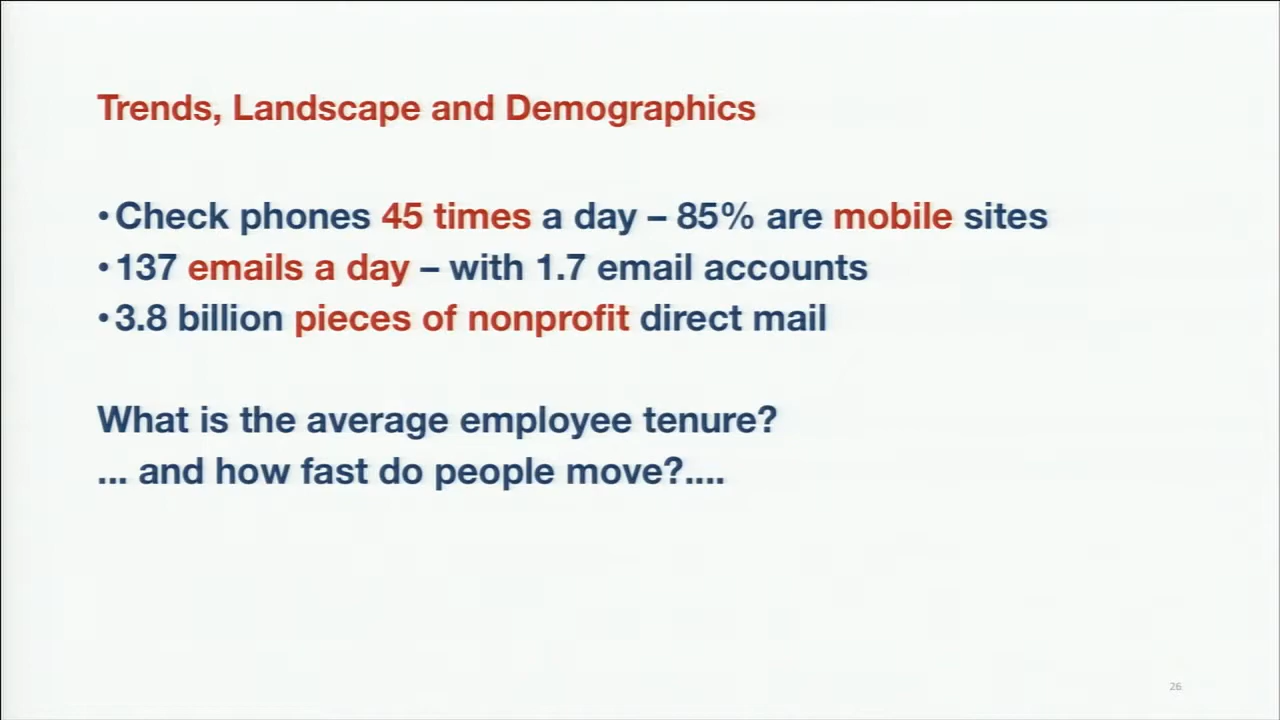 Trends, Landscape and Demographics
•Check phones 45 times a day – 85% are mobile sites
•137 emails a day – with 1.7 email accounts
•3.8 billion pieces of nonprofit direct mail
What is the average employee tenure?
... and how fast do people move?....
26